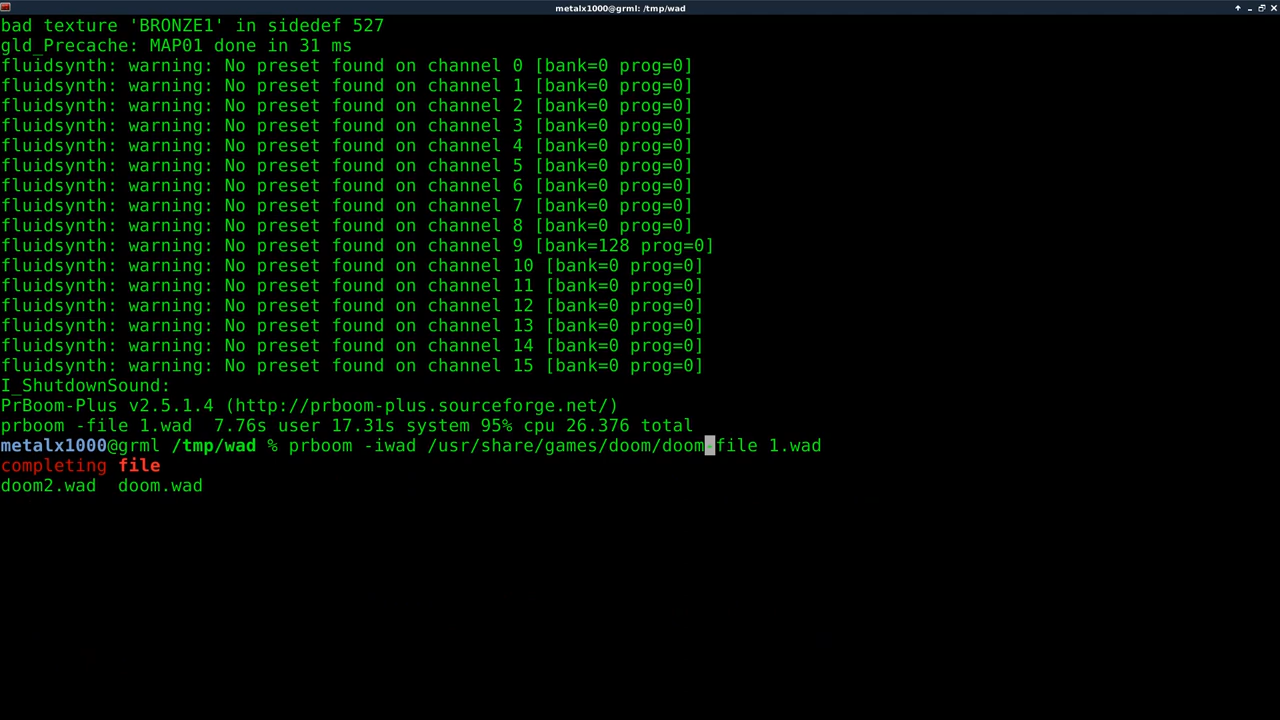 metalx1000@grml: /tmp/wad
bad texture 'BRONZE1' in sidedef 527
gld_Precache: MAP01 done in 31 ms
fluidsynth: warning: No preset found on channel 0 [bank=0 prog=0]
fluidsynth: warning: No preset found on channel 1 [bank=0 prog=0]
fluidsynth: warning: No preset found on channel 2 [bank=0 prog=0]
fluidsynth: warning: No preset found on channel 3 [bank=0 prog=0]
fluidsynth: warning: No preset found on channel 4 [bank=0 prog=0]
fluidsynth: warning: No preset found on channel 5 [bank=0 prog=0]
fluidsynth: warning: No preset found on channel 6 [bank=0 prog=0]
fluidsynth: warning: No preset found on channel 7 [bank=0 prog=0]
fluidsynth: warning: No preset found on channel 8 [bank=0 prog=0]
fluidsynth: warning: No preset found on channel 9 [bank=128 prog=0]
fluidsynth: warning: No preset found on channel 10 [bank=0 prog=0]
fluidsynth: warning: No preset found on channel 11 [bank=0 prog=0]
fluidsynth: warning: No preset found on channel 12 [bank=0 prog=0]
fluidsynth: warning: No preset found on channel 13 [bank=0 prog=0]
fluidsynth: warning: No preset found on channel 14 [bank=0 prog=0]
fluidsynth: warning: No preset found on channel 15 [bank=0 prog=0]
I_ShutdownSound:
PrBoom-Plus v2.5.1.4 (http://prboom-plus.sourceforge.net/)
prboom -file 1.wad  7.76s user 17.31s system 95% cpu 26.376 total
metalx1000@grml /tmp/wad % prboom -iwad /usr/share/games/doom/doom-file 1.wad
completing file
doom2.wad  doom.wad